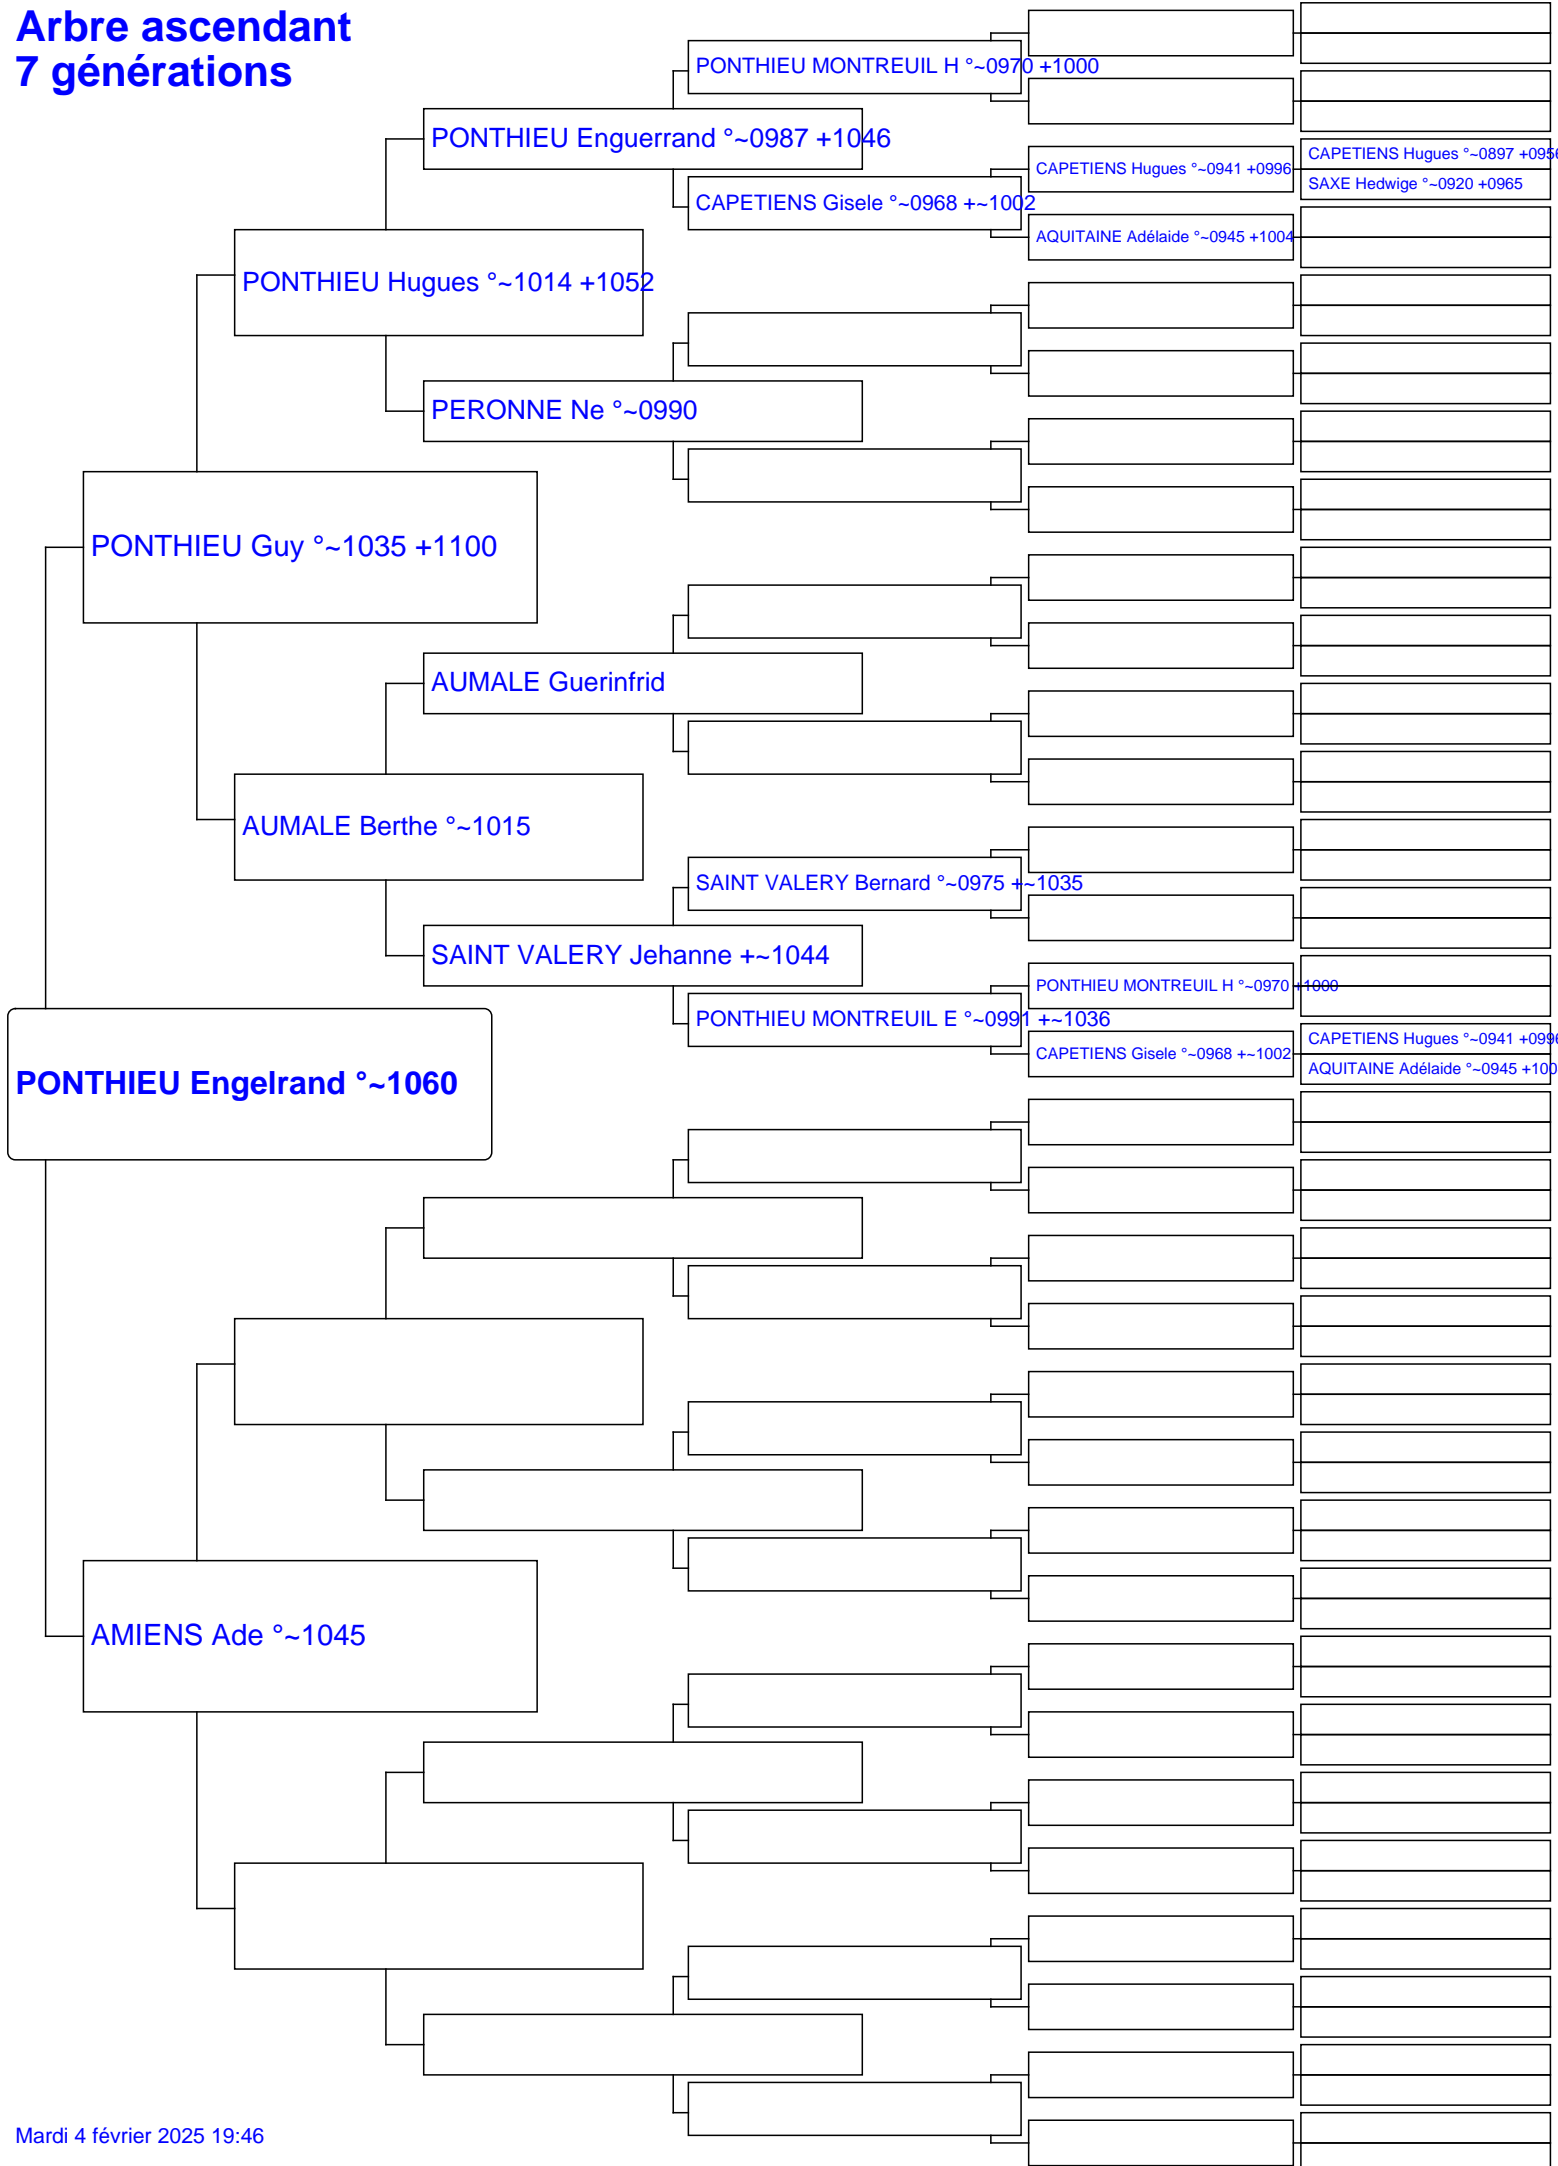 Arbre ascendant
7 générations
PONTHIEU MONTREUIL H °~0970 +1000
PONTHIEU Enguerrand °~0987 +1046
CAPETIENS Hugues °~0897 +0956
CAPETIENS Hugues °~0941 +0996
SAXE Hedwige °~0920 +0965
CAPETIENS Gisele °~0968 +~1002
AQUITAINE Adélaide °~0945 +1004
PONTHIEU Hugues °~1014 +1052
PERONNE Ne °~0990
PONTHIEU Guy °~1035 +1100
AUMALE Guerinfrid
AUMALE Berthe °~1015
SAINT VALERY Bernard °~0975 +~1035
SAINT VALERY Jehanne +~1044
PONTHIEU MONTREUIL H °~0970 +1000
PONTHIEU MONTREUIL E °~0991 +~1036
CAPETIENS Hugues °~0941 +0996
CAPETIENS Gisele °~0968 +~1002
AQUITAINE Adélaide °~0945 +100
PONTHIEU Engelrand °~1060
AMIENS Ade °~1045
Mardi 4 février 2025 19:46